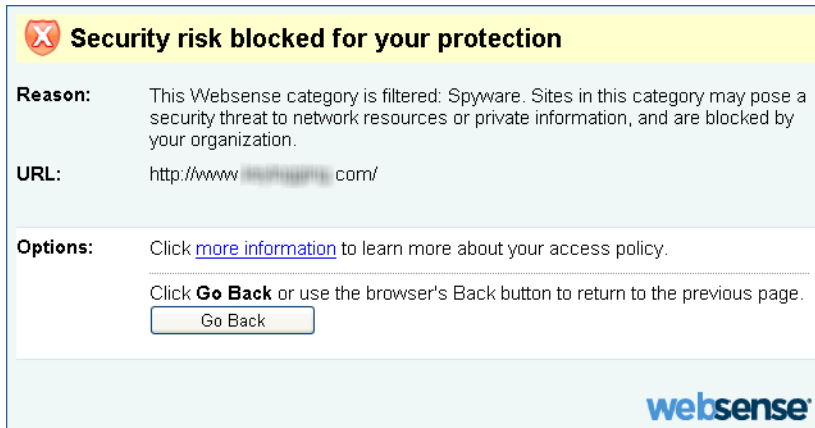 Security risk blocked for your protection
Reason: This Websense category is filtered: Spyware. Sites in this category may pose a
security threat to network resources or private information, and are blocked by
your organization.
URL: http://www .com/
Options: Click more information to learn more about your access policy.
Click Go Back or use the browser's Back button to return to the previous page.
Go Back
websense